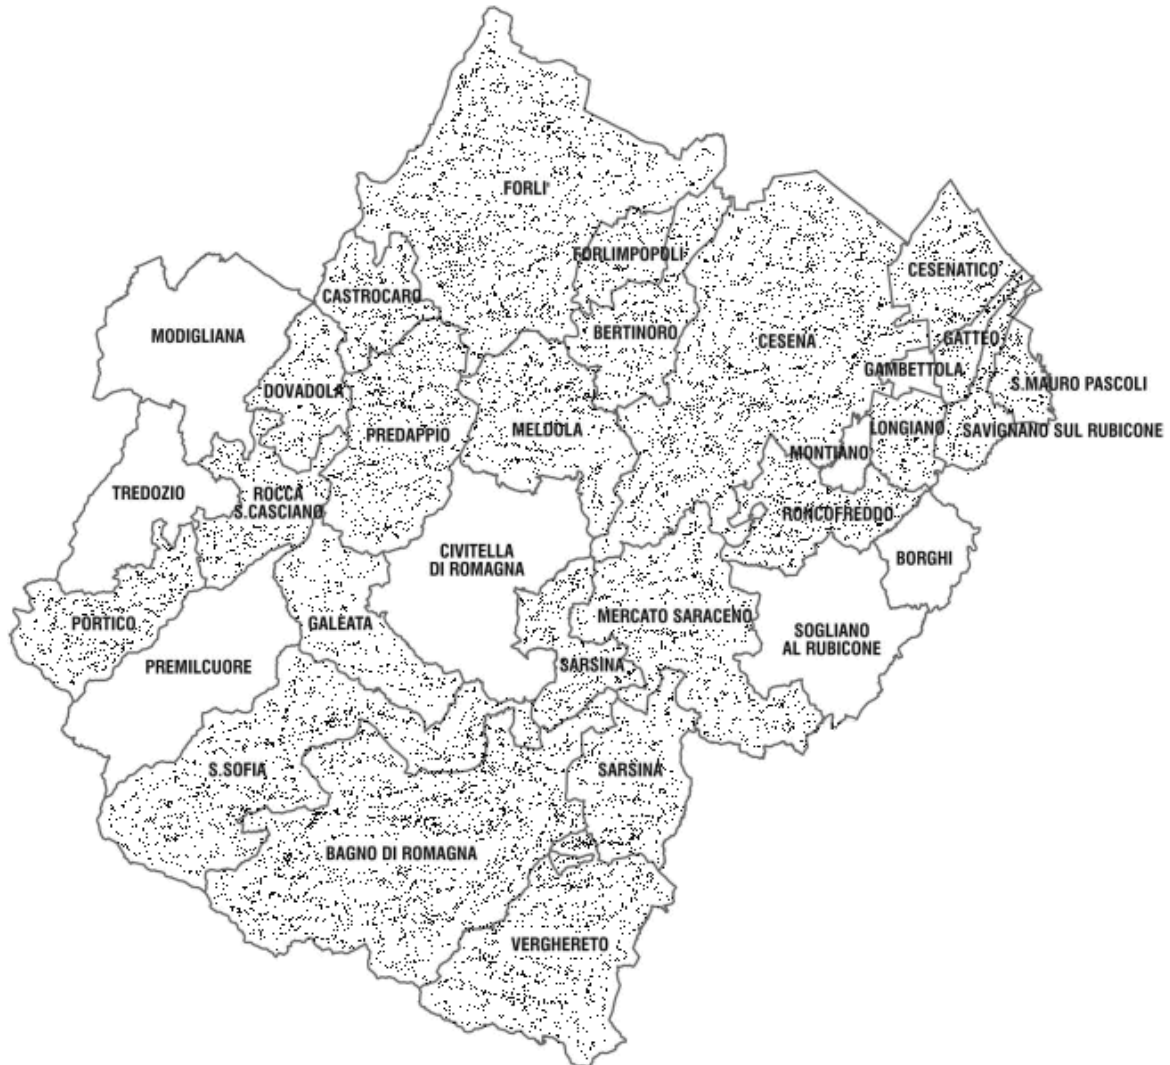 FORLI'
FORLIMPOPOLI
CESENATICO
CASTROCARO
MODIGLIANA
BERTINORO
CESENA
GATTEO
GAMBETTOLA
S.MAURO PASCOLI
DOVADOLA
PREDAPPIO
MELDOLA
LONGIANO
SAVIGNANO SUL RUBICONE
MONTIANO
TREDOZIO
ROCCA
S.CASCIANO
RONCOFREDDO
CIVITELLA
DI ROMAGNA
BORGHI
PORTICO
GALEATA
MERCATO SARACENO
SOGLIANO
AL RUBICONE
PREMILCUORE
SARSINA
S.SOFIA
SARSINA
BAGNO DI ROMAGNA
VERGHERETO